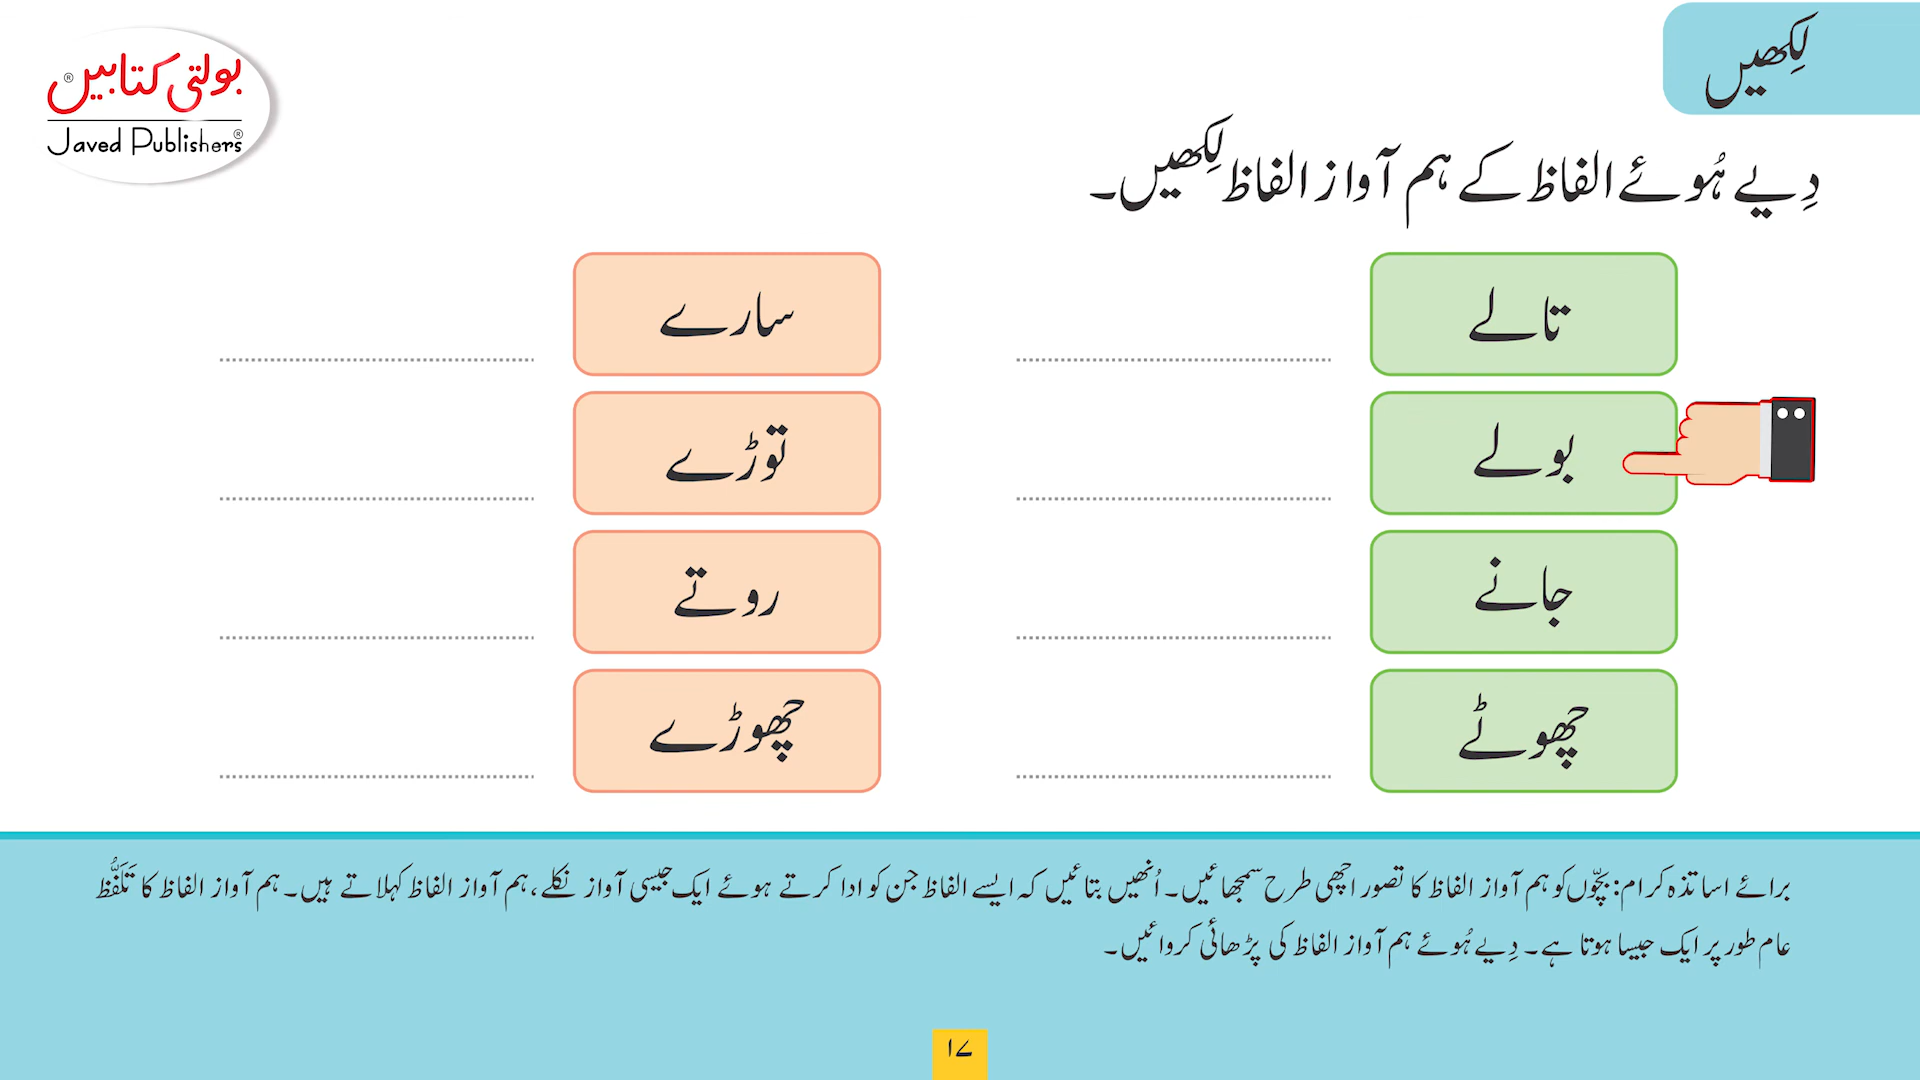 لِکھیں
بولتی کتابیں®
Javed Publishers®
دِیے ہُوئے الفاظ کے ہم آواز الفاظ لِکھیں۔
تالے
سارے
بولے
توڑے
جانے
روتے
چھوٹے
چھوڑے
برائے اساتذہ کرام: بچّوں کو ہم آواز الفاظ کا تصور اچھی طرح سمجھائیں۔ اُنھیں بتائیں کہ ایسے الفاظ جن کو ادا کرتے ہوئے ایک جیسی آواز نکلے، ہم آواز الفاظ کہلاتے ہیں۔ ہم آواز الفاظ کا تَلَفُّظ
عام طور پر ایک جیسا ہوتا ہے۔ دِیے ہُوئے ہم آواز الفاظ کی پڑھائی کروائیں۔
۱۷